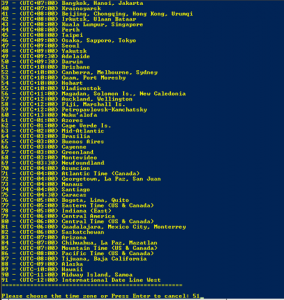 39 - (UTC+07:00) Bangkok, Hanoi, Jakarta
40 - (UTC+07:00) Krasnoyarsk
42 - (UTC+08:00) Beijing, Chongqing, Hong Kong, Urumqi
43 - (UTC+08:00) Irkutsk, Ulaan Bataar
43 - (UTC+08:00) Kuala Lumpur, Singapore
44 - (UTC+08:00) Perth
45 - (UTC+08:00) Taipei
46 - (UTC+09:00) Osaka, Sapporo, Tokyo
47 - (UTC+09:00) Seoul
48 - (UTC+09:00) Yakutsk
49 - (UTC+09:30) Adelaide
50 - (UTC+09:30) Darwin
51 - (UTC+10:00) Brisbane
52 - (UTC+10:00) Canberra, Melbourne, Sydney
53 - (UTC+10:00) Guam, Port Moresby
54 - (UTC+10:00) Hobart
55 - (UTC+10:00) Vladivostok
56 - (UTC+11:00) Magadan, Solomon Is., New Caledonia
57 - (UTC+12:00) Auckland, Wellington
58 - (UTC+12:00) Fiji, Marshall Is.
59 - (UTC+12:00) Petropavlovsk-Kamchatsky
60 - (UTC+13:00) Nuku'alofa
61 - (UTC-01:00) Azores
62 - (UTC-01:00) Cape Verde Is.
63 - (UTC-02:00) Mid-Atlantic
64 - (UTC-03:00) Brasilia
65 - (UTC-03:00) Buenos Aires
66 - (UTC-03:00) Cayenne
67 - (UTC-03:00) Greenland
68 - (UTC-03:00) Montevideo
69 - (UTC-03:30) Newfoundland
70 - (UTC-04:00) Asuncion
71 - (UTC-04:00) Atlantic Time (Canada)
72 - (UTC-04:00) Georgetown, La Paz, San Juan
73 - (UTC-04:00) Manaus
74 - (UTC-04:00) Santiago
75 - (UTC-04:30) Caracas
76 - (UTC-05:00) Bogota, Lima, Quito
77 - (UTC-05:00) Eastern Time (US & Canada)
78 - (UTC-05:00) Indiana (East)
79 - (UTC-06:00) Central America
80 - (UTC-06:00) Central Time (US & Canada)
81 - (UTC-06:00) Guadalajara, Mexico City, Monterrey
82 - (UTC-06:00) Saskatchewan
83 - (UTC-07:00) Arizona
84 - (UTC-07:00) Chihuahua, La Paz, Mazatlan
85 - (UTC-07:00) Mountain Time (US & Canada)
86 - (UTC-08:00) Pacific Time (US & Canada)
87 - (UTC-08:00) Tijuana, Baja California
88 - (UTC-09:00) Alaska
89 - (UTC-10:00) Hawaii
90 - (UTC-11:00) Midway Island, Samoa
91 - (UTC-12:00) International Date Line West
Please choose the time zone or Press Enter to cancel: 51